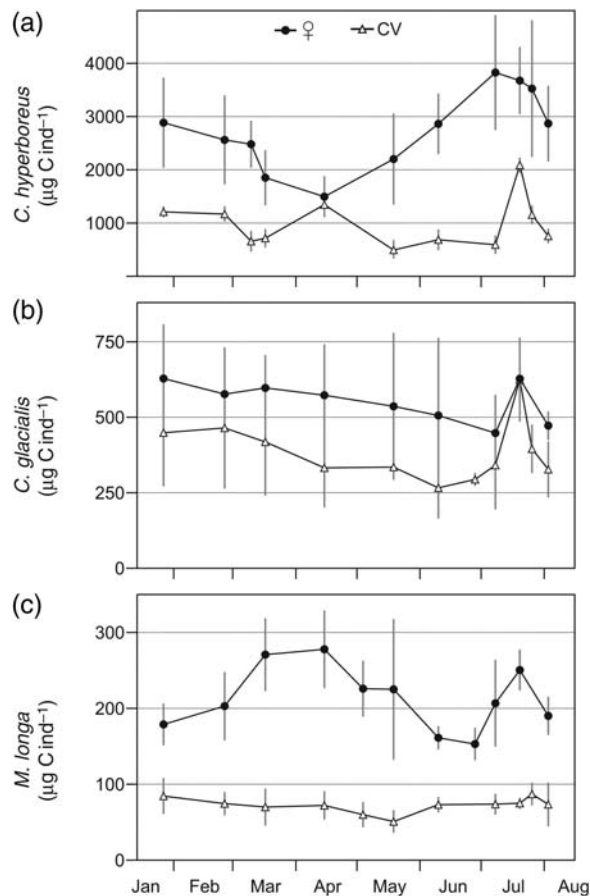 (a)
♀ CV
C. hyperboreus
(µg C ind⁻¹)
4000
3000
2000
1000
(b)
C. glacialis
(µg C ind⁻¹)
750
500
250
0
(c)
M. longa
(µg C ind⁻¹)
300
200
100
0
Jan Feb Mar Apr May Jun Jul Aug